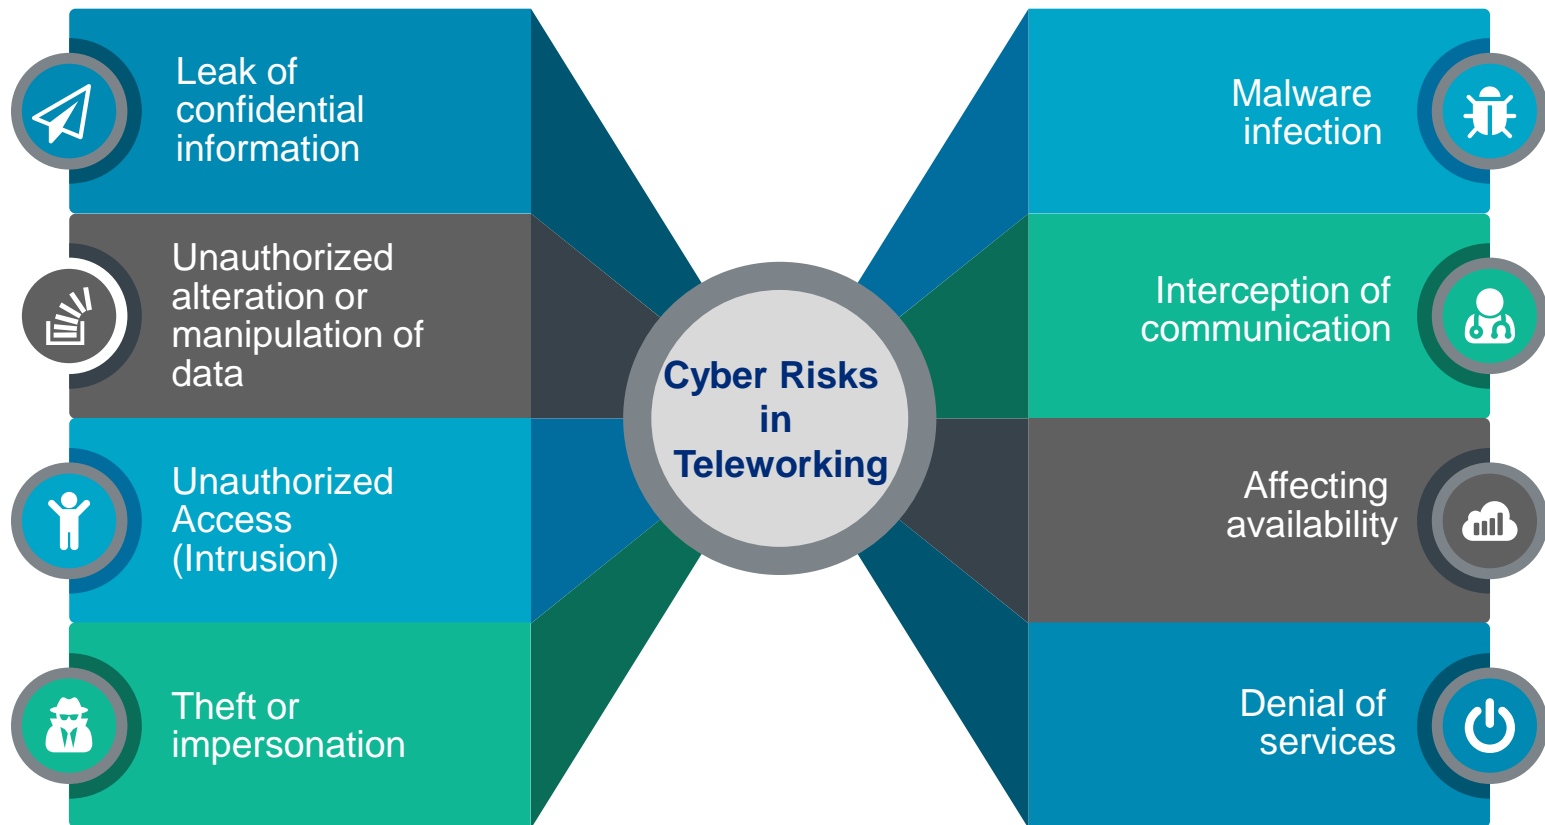 Leak of
confidential
information
Unauthorized
alteration or
manipulation of
data
Unauthorized
Access
(Intrusion)
Theft or
impersonation
Cyber Risks
in
Teleworking
Malware
infection
Interception of
communication
Affecting
availability
Denial of
services